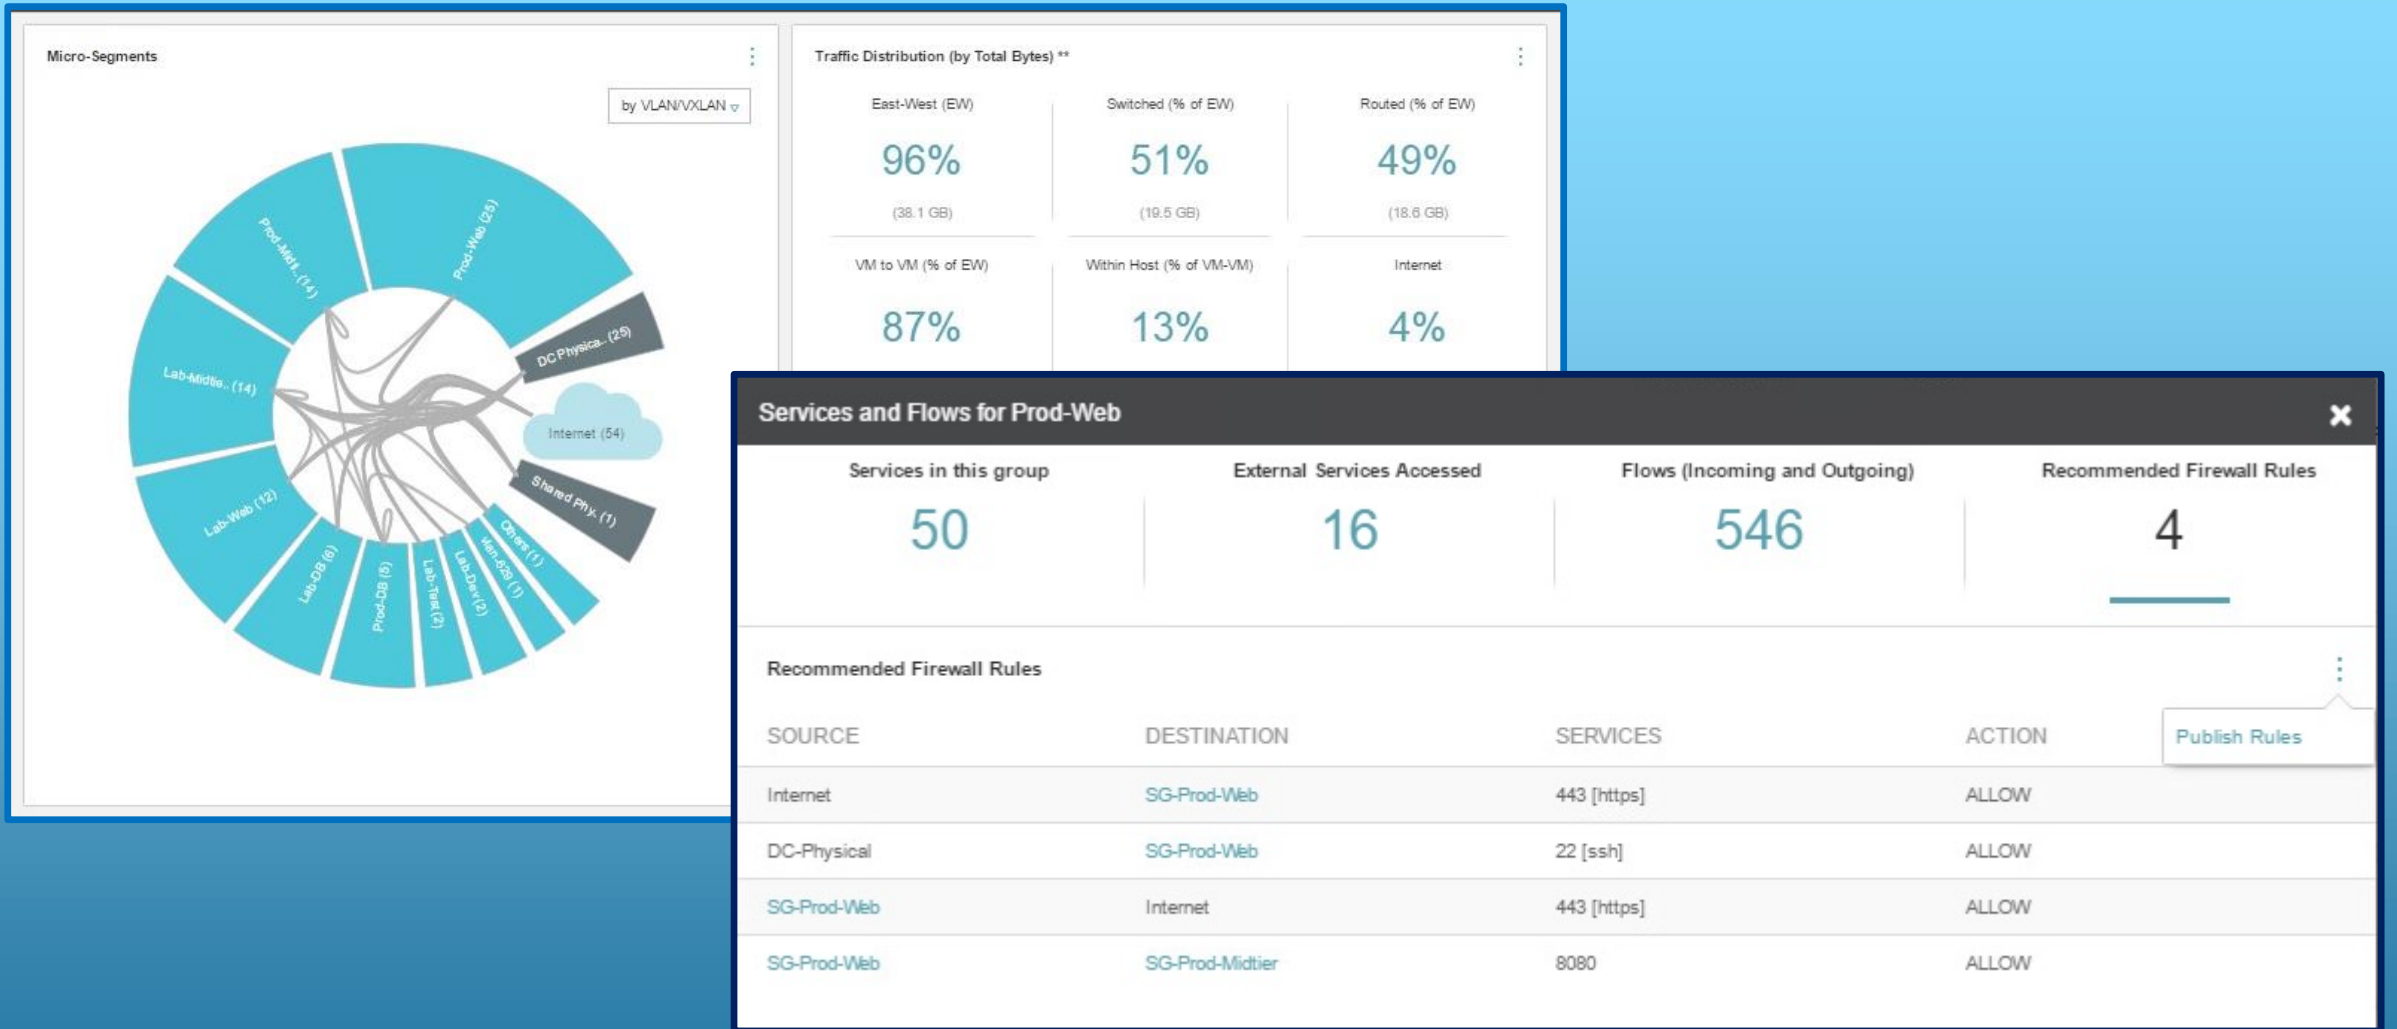 Micro-Segments
by VLAN/VXLAN
Prod-Web (25)
Prod-Midt.. (14)
Lab-Midtie.. (14)
Lab-Web (12)
Lab-DB (6)
Prod-DB (5)
Lab-Test (2)
Lab-Dev (2)
vlan-629 (1)
Others (1)
Shared Phy. (1)
Internet (54)
DC Physica.. (25)
Traffic Distribution (by Total Bytes) **
East-West (EW) Switched (% of EW) Routed (% of EW)
96% 51% 49%
(38.1 GB) (19.5 GB) (18.6 GB)
VM to VM (% of EW) Within Host (% of VM-VM) Internet
87% 13% 4%
Services and Flows for Prod-Web
Services in this group External Services Accessed Flows (Incoming and Outgoing) Recommended Firewall Rules
50 16 546 4
Recommended Firewall Rules
SOURCE DESTINATION SERVICES ACTION Publish Rules
Internet SG-Prod-Web 443 [https] ALLOW
DC-Physical SG-Prod-Web 22 [ssh] ALLOW
SG-Prod-Web Internet 443 [https] ALLOW
SG-Prod-Web SG-Prod-Midtier 8080 ALLOW